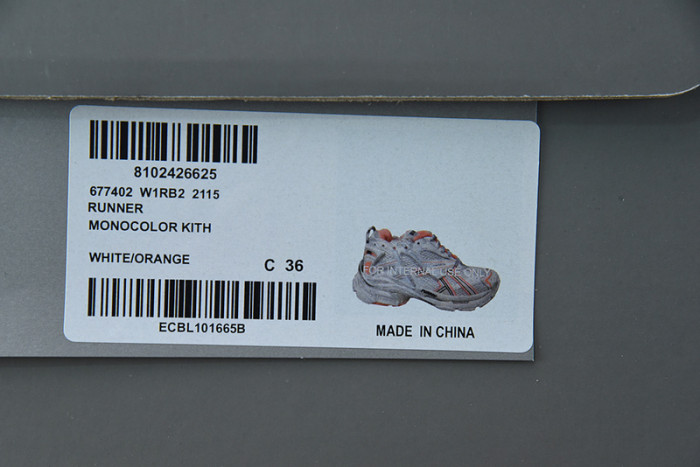 8102426625
677402 W1RB2 2115
RUNNER
MONOCOLOR KITH
WHITE/ORANGE
C 36
ECBL101665B
FOR INTERNAL USE ONLY
MADE IN CHINA